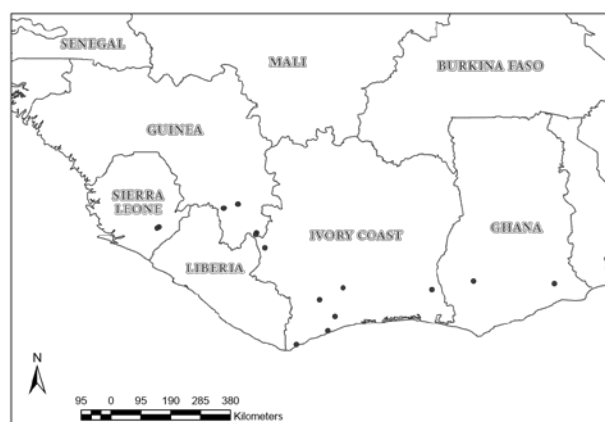 SENEGAL
MALI
BURKINA FASO
GUINEA
SIERRA
LEONE
IVORY COAST
GHANA
LIBERIA
N
95 0 95 190 285 380
Kilometers